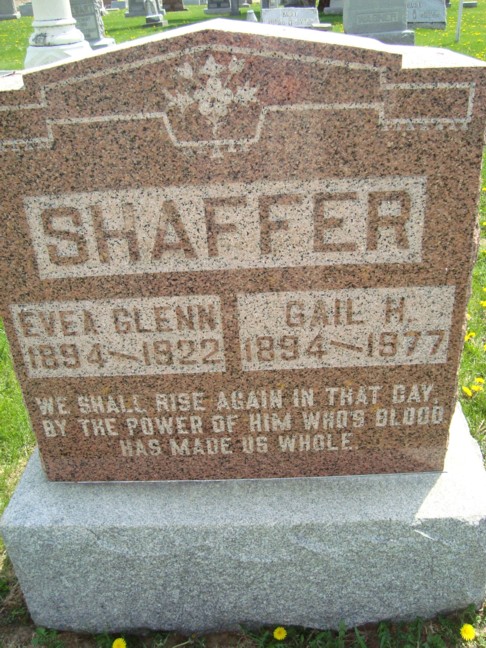 SHAFFER
EVEA GLENN
1894–1922
GAIL H.
1894–1977
WE SHALL RISE AGAIN IN THAT DAY,
BY THE POWER OF HIM WHO'S BLOOD
HAS MADE US WHOLE.